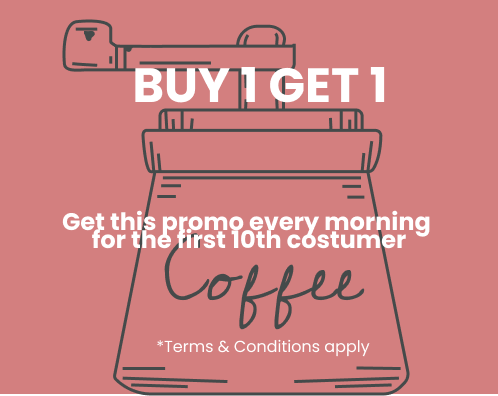 BUY 1 GET 1
Get this promo every morning
for the first 10th costumer
Coffee
*Terms & Conditions apply